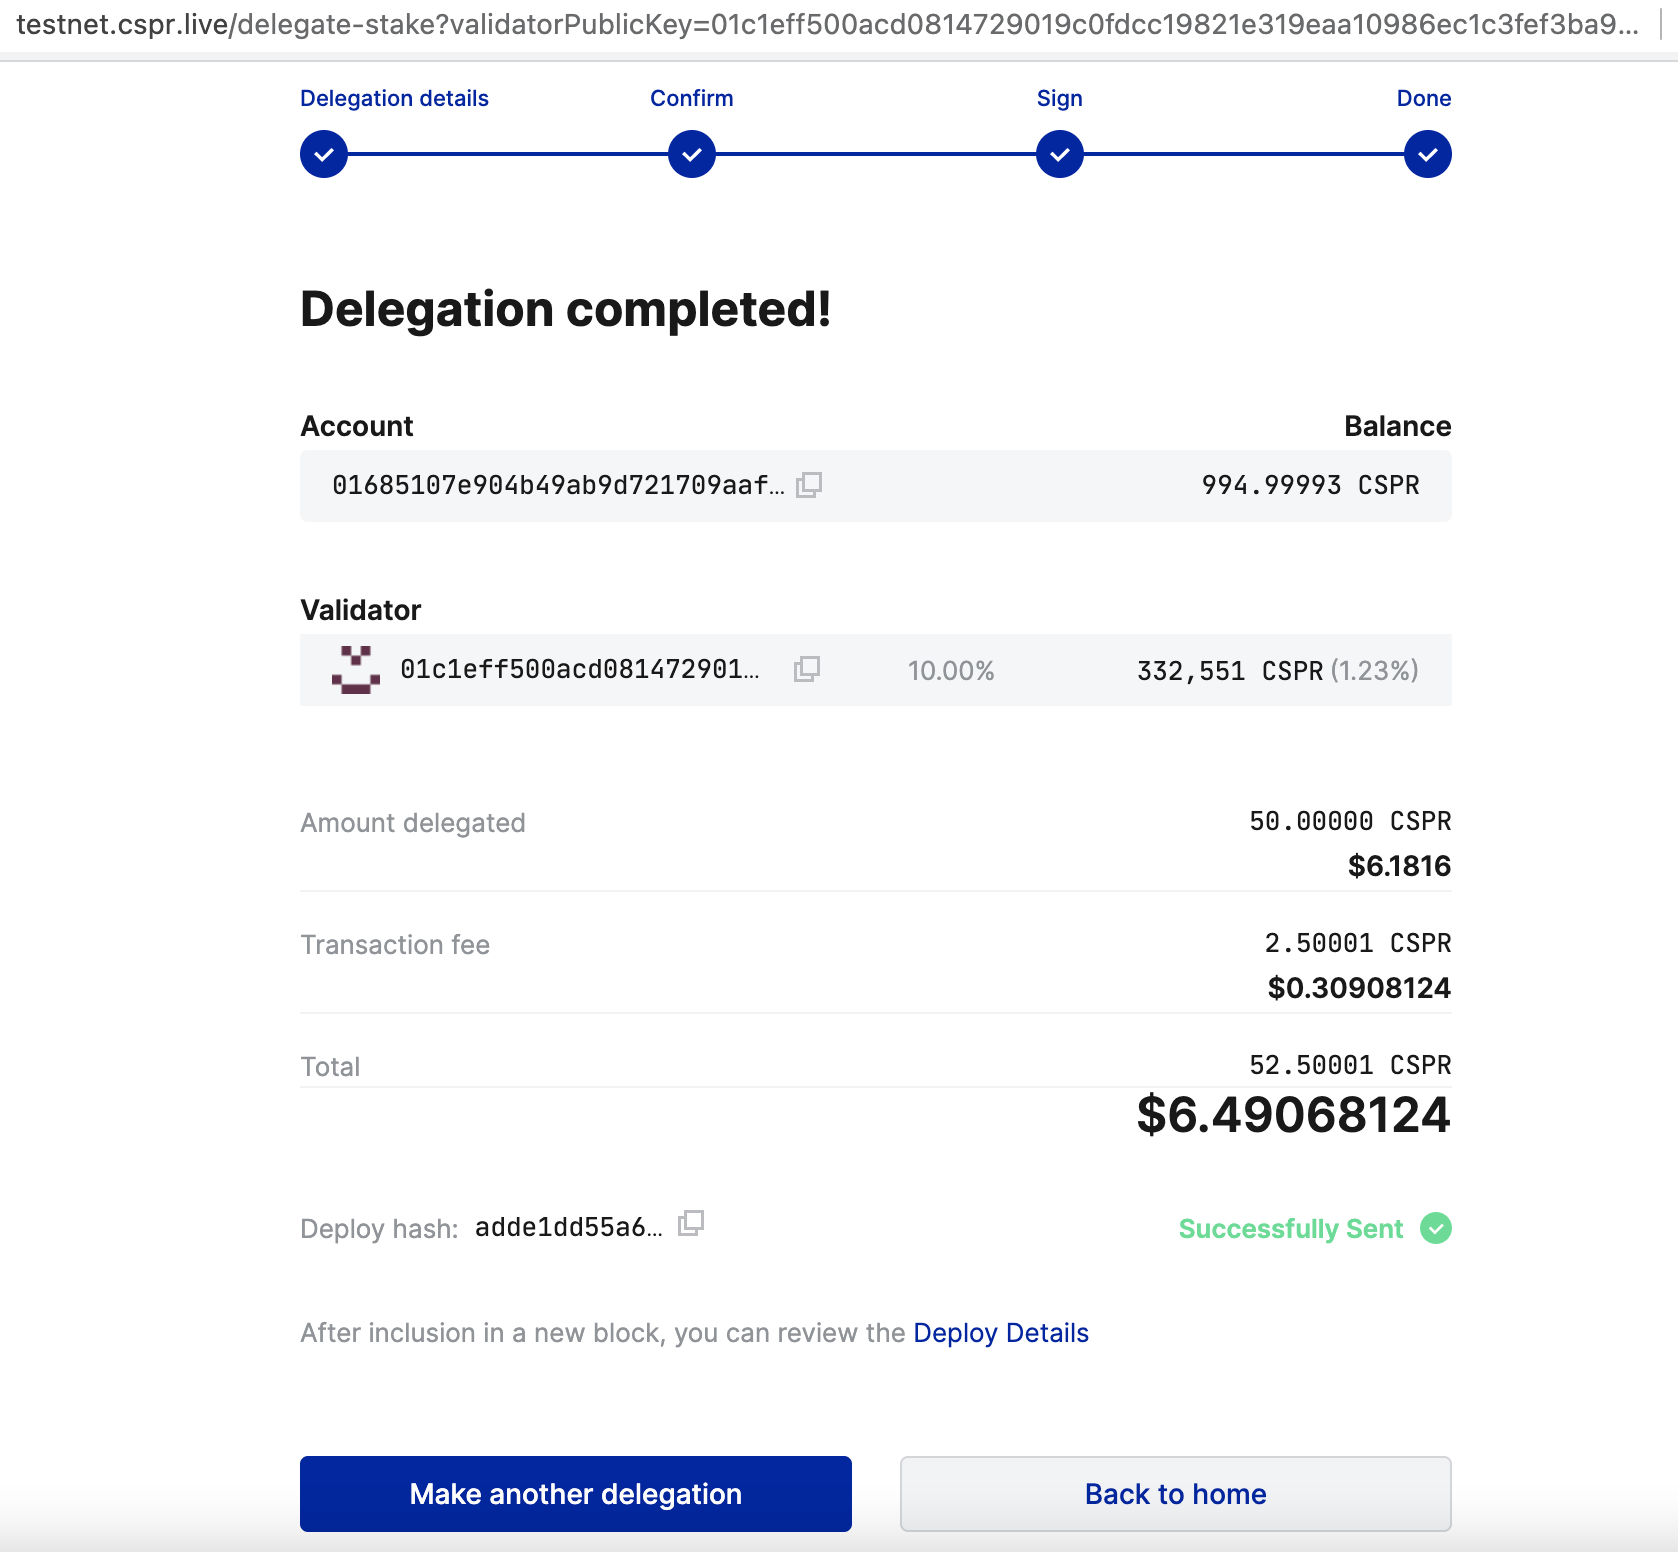 testnet.cspr.live/delegate-stake?validatorPublicKey=01c1eff500acd0814729019c0fdcc19821e319eaa10986ec1c3fef3ba9...
Delegation details Confirm Sign Done
Delegation completed!
Account Balance
01685107e904b49ab9d721709aaf... 994.99993 CSPR
Validator
01c1eff500acd081472901... 10.00% 332,551 CSPR (1.23%)
Amount delegated 50.00000 CSPR
$6.1816
Transaction fee 2.50001 CSPR
$0.30908124
Total 52.50001 CSPR
$6.49068124
Deploy hash: adde1dd55a6... Successfully Sent
After inclusion in a new block, you can review the Deploy Details
Make another delegation Back to home